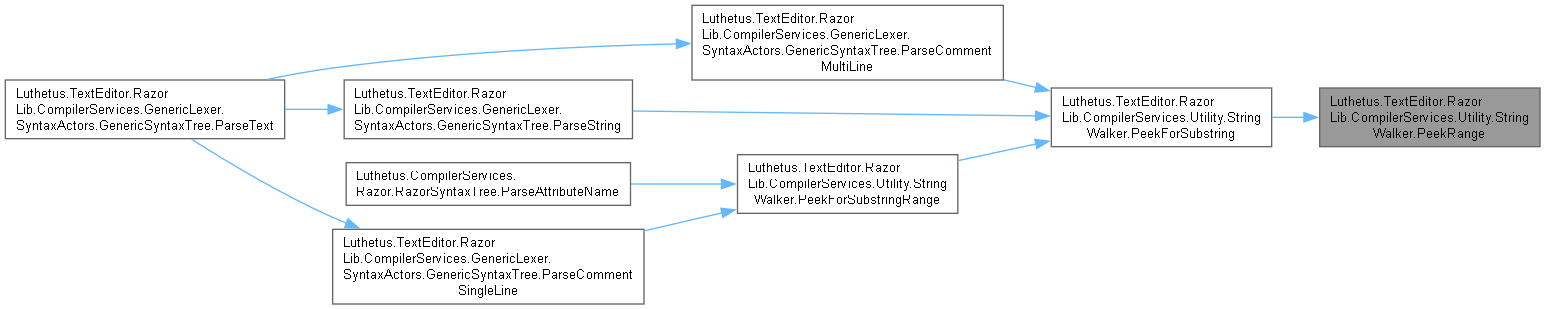 Luthetus.TextEditor.Razor
Lib.CompilerServices.GenericLexer.
SyntaxActors.GenericSyntaxTree.ParseComment
MultiLine
Luthetus.TextEditor.Razor
Lib.CompilerServices.GenericLexer.
SyntaxActors.GenericSyntaxTree.ParseText
Luthetus.TextEditor.Razor
Lib.CompilerServices.GenericLexer.
SyntaxActors.GenericSyntaxTree.ParseString
Luthetus.TextEditor.Razor
Lib.CompilerServices.Utility.String
Walker.PeekForSubstring
Luthetus.TextEditor.Razor
Lib.CompilerServices.Utility.String
Walker.PeekRange
Luthetus.CompilerServices.
Razor.RazorSyntaxTree.ParseAttributeName
Luthetus.TextEditor.Razor
Lib.CompilerServices.Utility.String
Walker.PeekForSubstringRange
Luthetus.TextEditor.Razor
Lib.CompilerServices.GenericLexer.
SyntaxActors.GenericSyntaxTree.ParseComment
SingleLine